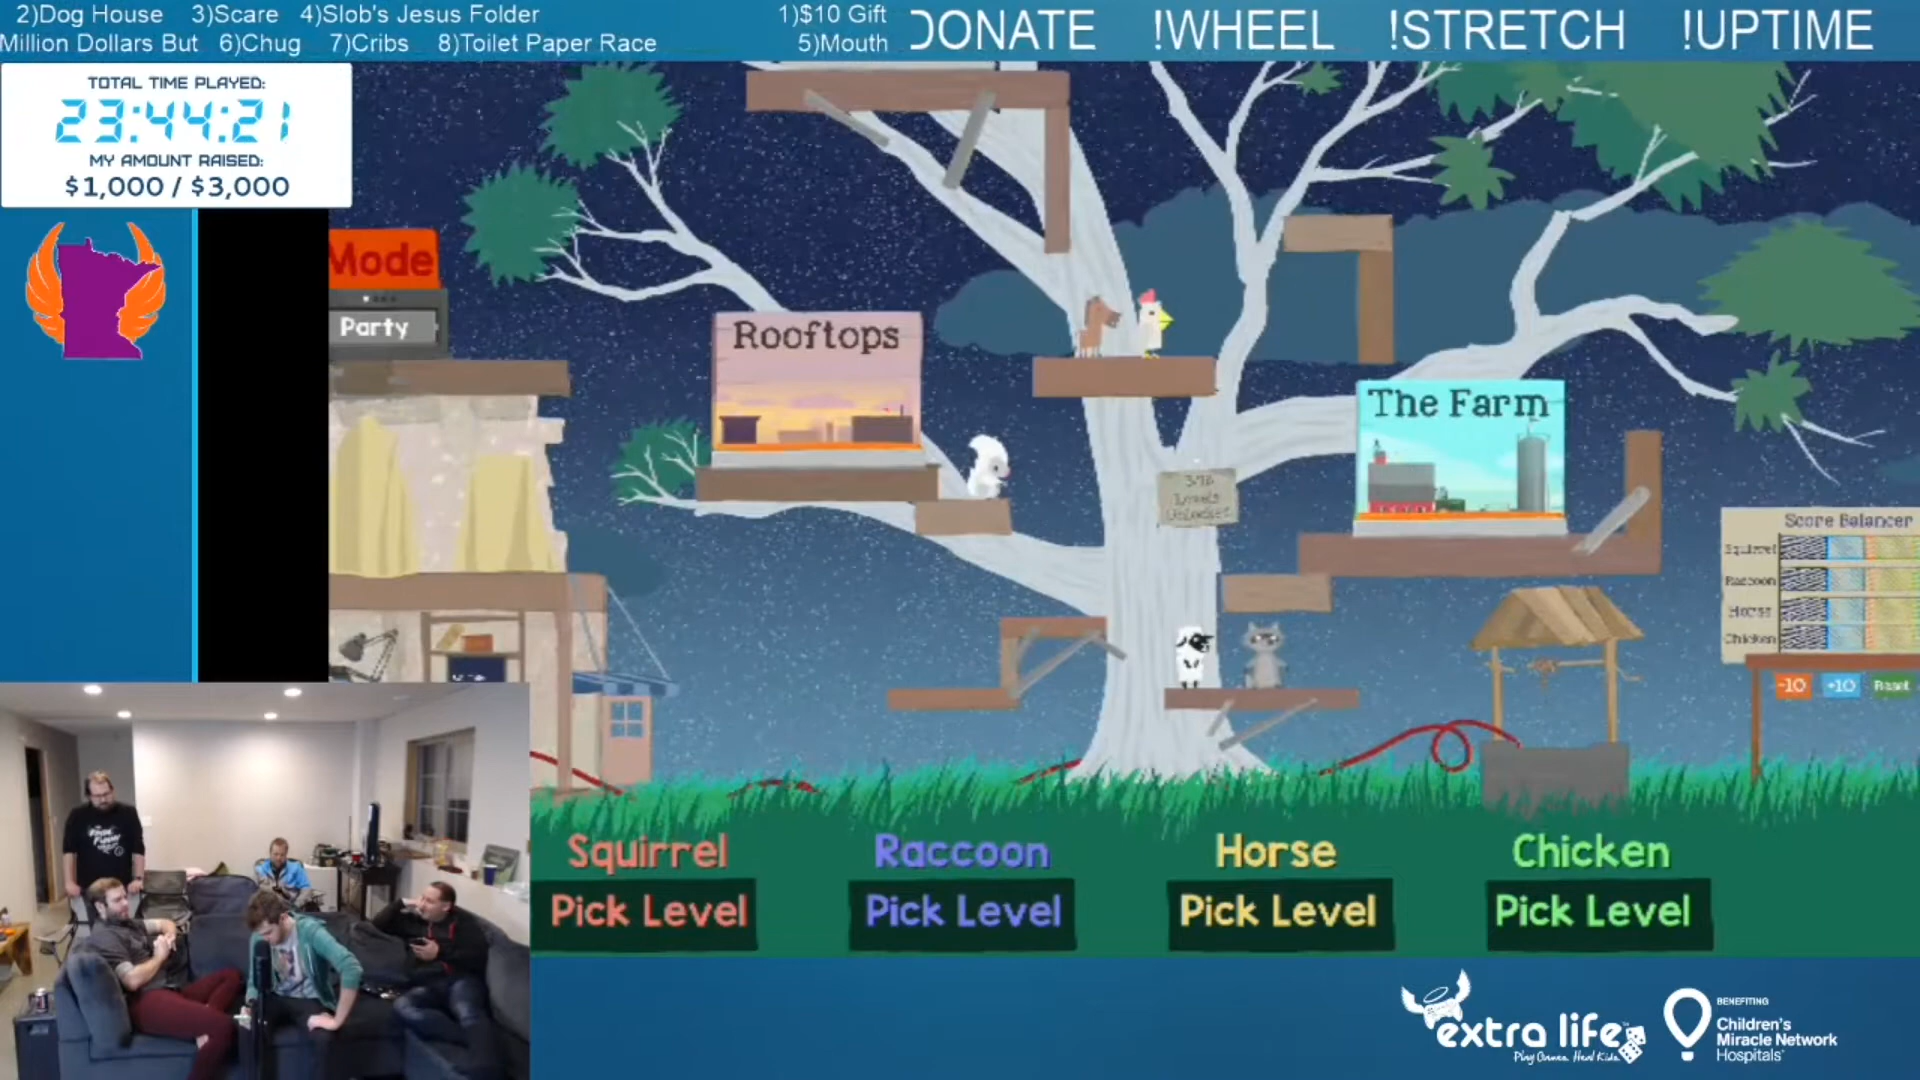 2)Dog House 3)Scare 4)Slob's Jesus Folder 1)$10 Gift
Million Dollars But 6)Chug 7)Cribs 8)Toilet Paper Race 5)Mouth
DONATE !WHEEL !STRETCH !UPTIME
TOTAL TIME PLAYED:
23:44:21
MY AMOUNT RAISED:
$1,000 / $3,000
Mode
Party
Rooftops
The Farm
Levels
Unlocked
Score Balancer
Squirrel
Raccoon
Horse
Chicken
-10 +10 Reset
Squirrel Raccoon Horse Chicken
Pick Level Pick Level Pick Level Pick Level
extra life
Play Games. Heal Kids.
BENEFITING
Children's
Miracle Network
Hospitals